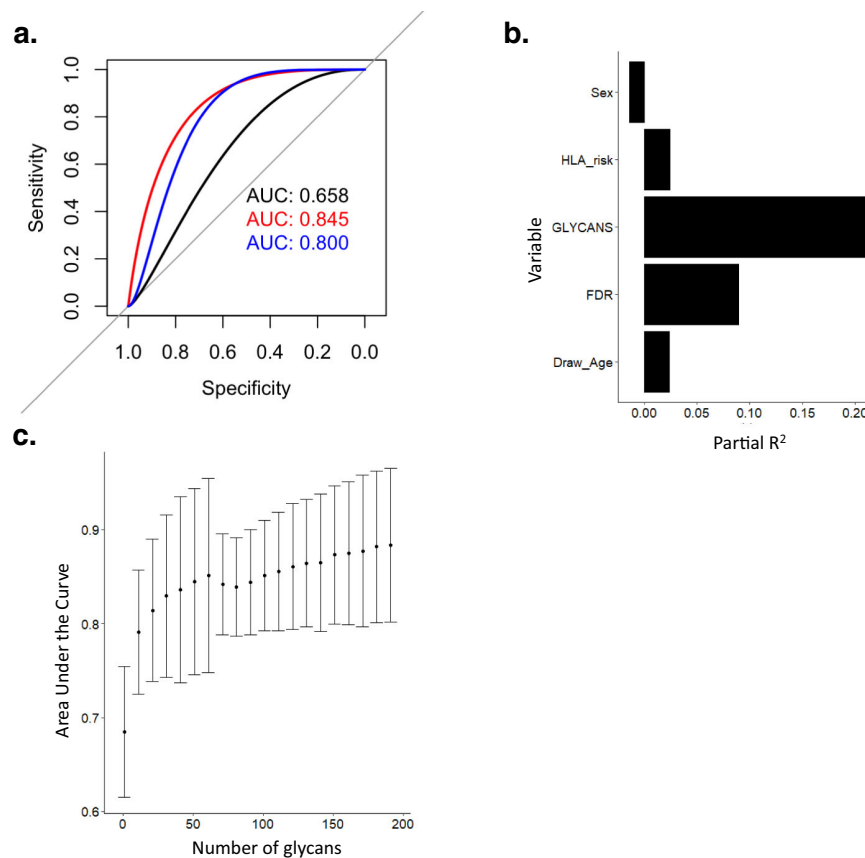 a.
Sensitivity
1.0
0.8
0.6
0.4
0.2
0.0
AUC: 0.658
AUC: 0.845
AUC: 0.800
1.0 0.8 0.6 0.4 0.2 0.0
Specificity
b.
Variable
Sex
HLA_risk
GLYCANS
FDR
Draw_Age
0.00 0.05 0.10 0.15 0.20
Partial R²
c.
Area Under the Curve
0.9
0.8
0.7
0.6
0 50 100 150 200
Number of glycans